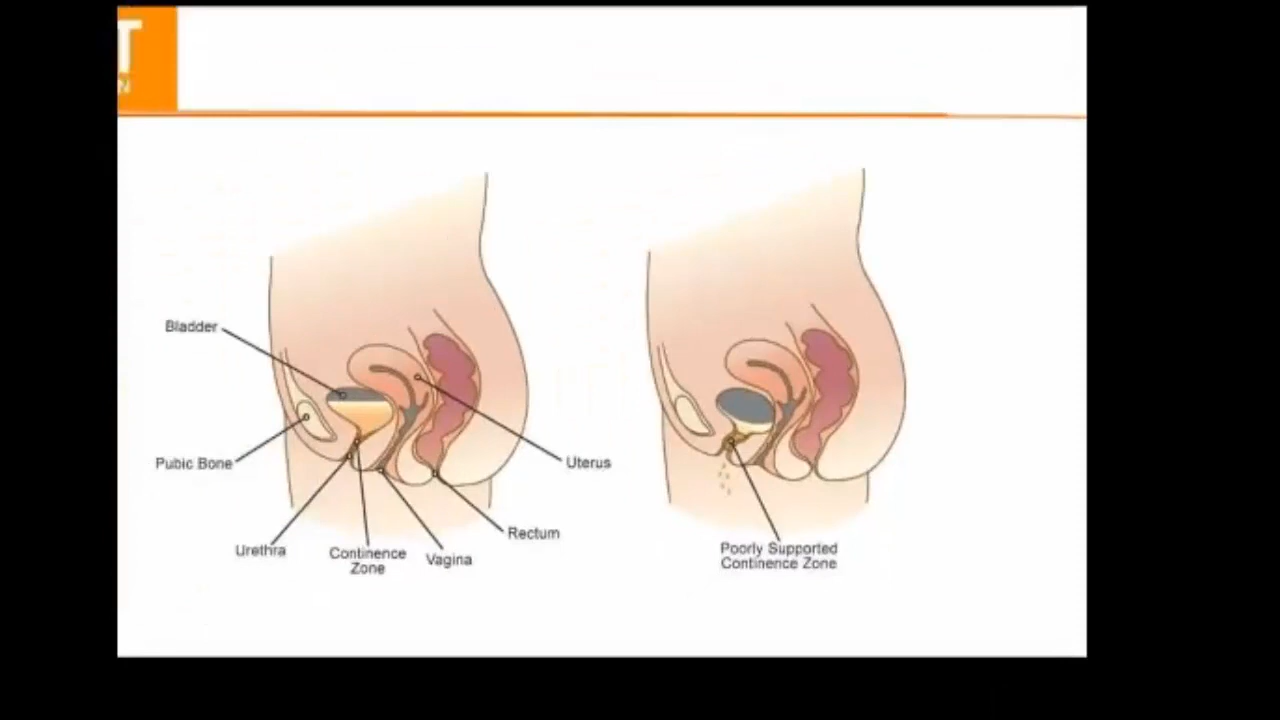 T
N
Bladder
Pubic Bone
Uterus
Rectum
Urethra
Continence
Zone
Vagina
Poorly Supported
Continence Zone